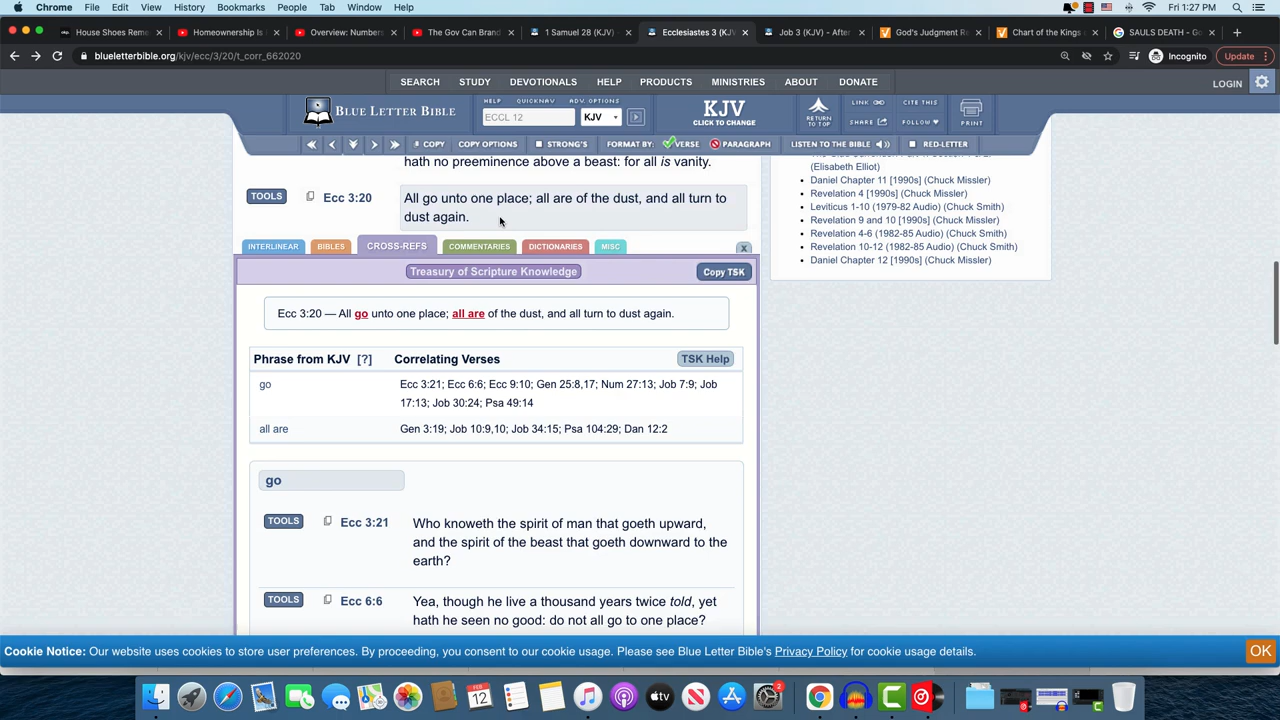 Chrome File Edit View History Bookmarks People Tab Window Help Fri 1:27 PM
House Shoes Reme Homeownership Is Overview: Numbers The Gov Can Brand 1 Samuel 28 (KJV) Ecclesiastes 3 (KJV Job 3 (KJV) - After God's Judgment R Chart of the Kings o SAULS DEATH - Go
blueletterbible.org/kjv/ecc/3/20/t_corr_662020 Incognito Update
SEARCH STUDY DEVOTIONALS HELP PRODUCTS MINISTRIES ABOUT DONATE LOGIN
HELP QUICKNAV ADV. OPTIONS
BLUE LETTER BIBLE ECCL 12 KJV
KJV
CLICK TO CHANGE
RETURN TO TOP
LINK CITE THIS
SHARE FOLLOW PRINT
COPY COPY OPTIONS STRONG'S FORMAT BY: VERSE PARAGRAPH LISTEN TO THE BIBLE RED-LETTER
hath no preeminence above a beast: for all is vanity.
TOOLS Ecc 3:20 All go unto one place; all are of the dust, and all turn to
dust again.
(Elisabeth Elliot)
Daniel Chapter 11 [1990s] (Chuck Missler)
Revelation 4 [1990s] (Chuck Missler)
Leviticus 1-10 (1979-82 Audio) (Chuck Smith)
Revelation 9 and 10 [1990s] (Chuck Missler)
Revelation 4-6 (1982-85 Audio) (Chuck Smith)
Revelation 10-12 (1982-85 Audio) (Chuck Smith)
Daniel Chapter 12 [1990s] (Chuck Missler)
INTERLINEAR BIBLES CROSS-REFS COMMENTARIES DICTIONARIES MISC X
Treasury of Scripture Knowledge Copy TSK
Ecc 3:20 — All go unto one place; all are of the dust, and all turn to dust again.
Phrase from KJV [?] Correlating Verses TSK Help
go Ecc 3:21; Ecc 6:6; Ecc 9:10; Gen 25:8,17; Num 27:13; Job 7:9; Job
17:13; Job 30:24; Psa 49:14
all are Gen 3:19; Job 10:9,10; Job 34:15; Psa 104:29; Dan 12:2
go
TOOLS Ecc 3:21 Who knoweth the spirit of man that goeth upward,
and the spirit of the beast that goeth downward to the
earth?
TOOLS Ecc 6:6 Yea, though he live a thousand years twice told, yet
hath he seen no good: do not all go to one place?
Cookie Notice: Our website uses cookies to store user preferences. By proceeding, you consent to our cookie usage. Please see Blue Letter Bible's Privacy Policy for cookie usage details. OK
FEB
12
tv
2